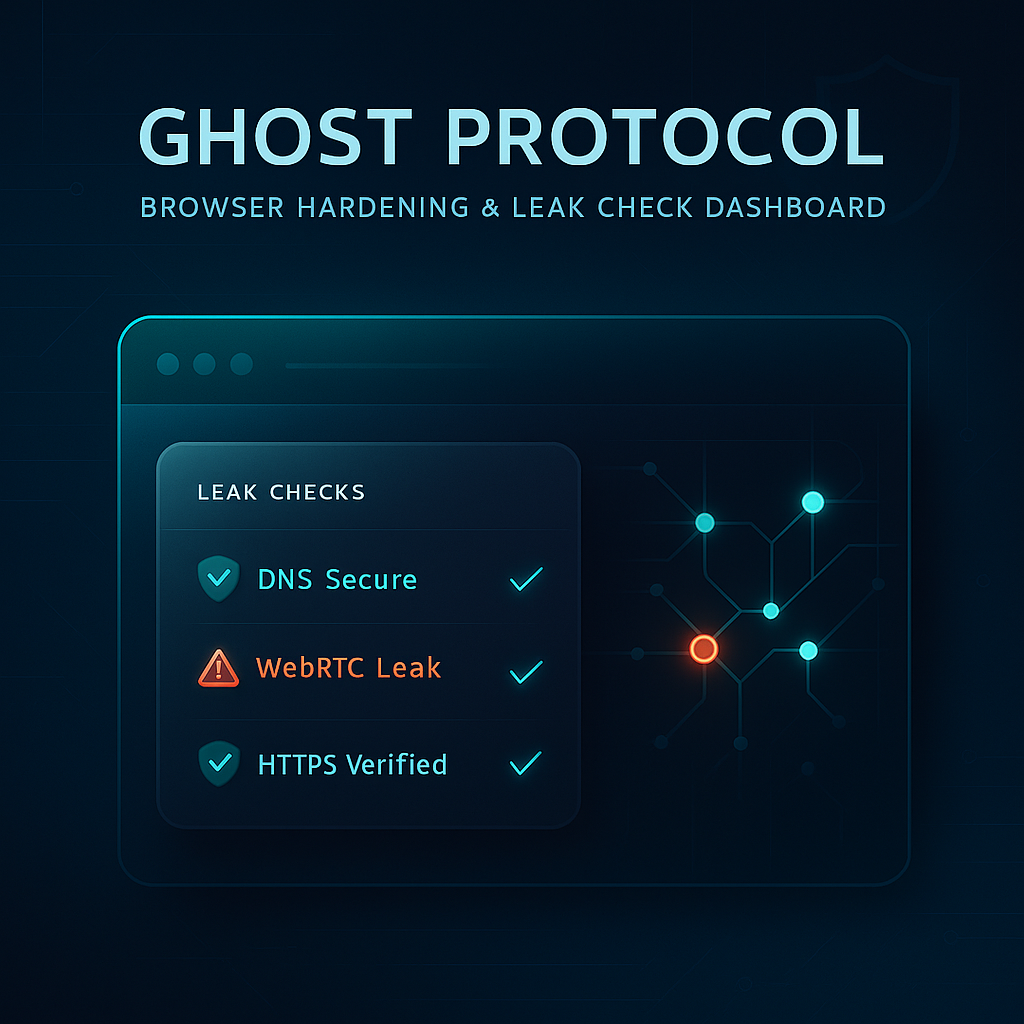 GHOST PROTOCOL
BROWSER HARDENING & LEAK CHECK DASHBOARD
LEAK CHECKS
DNS Secure
WebRTC Leak
HTTPS Verified